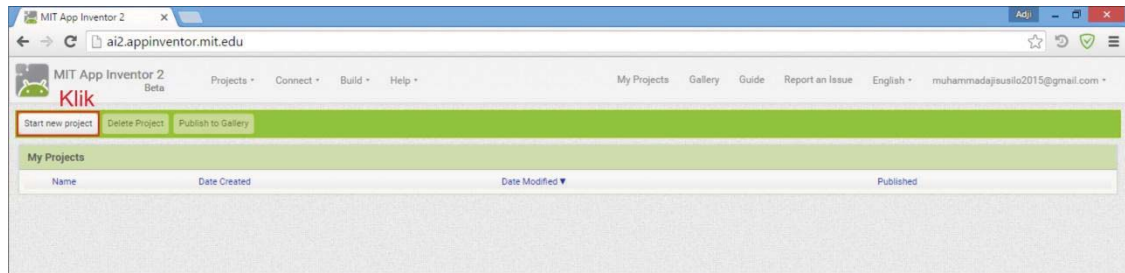 MIT App Inventor 2
Adji
ai2.appinventor.mit.edu
MIT App Inventor 2
Beta
Projects Connect Build Help My Projects Gallery Guide Report an Issue English muhammadajisusilo2015@gmail.com
Klik
Start new project Delete Project Publish to Gallery
My Projects
Name Date Created Date Modified ▼ Published